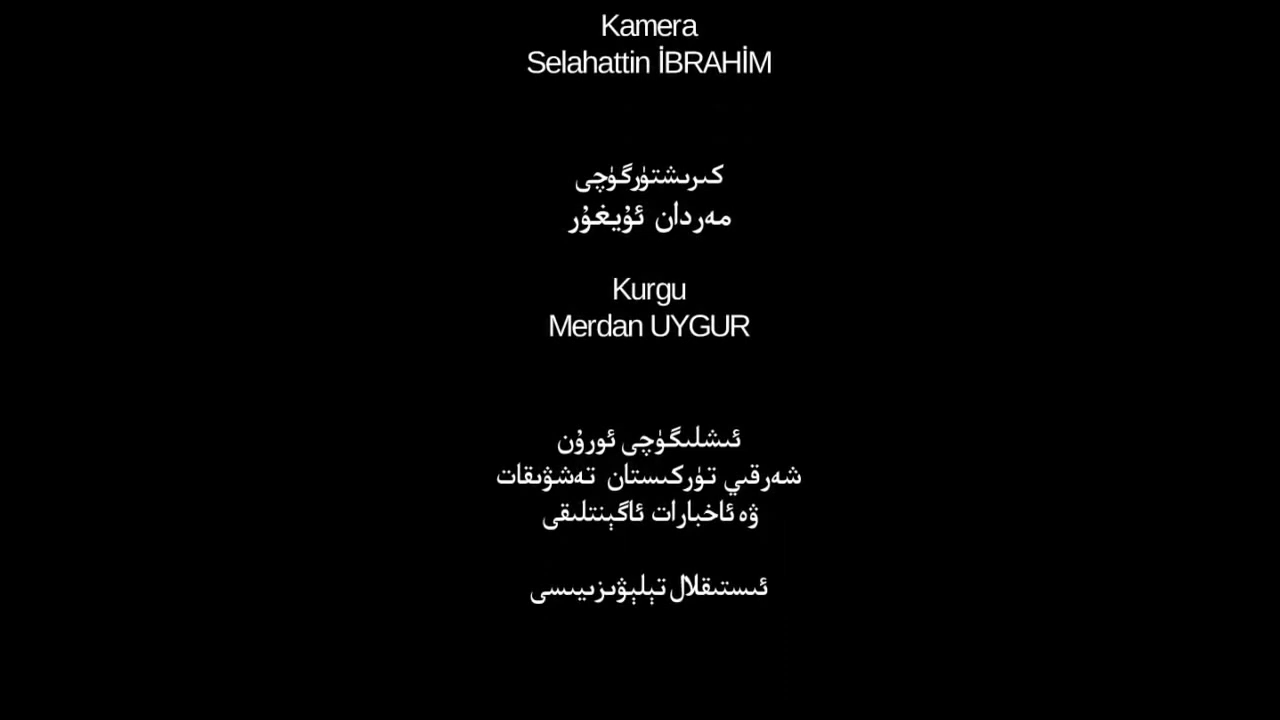 Kamera
Selahattin İBRAHİM
كىرىشتۈرگۈچى
مەردان ئۇيغۇر
Kurgu
Merdan UYGUR
ئىشلىگۈچى ئورۇن
شەرقىي تۈركىستان تەشۋىقات
ۋە ئاخبارات ئاگېنتلىقى
ئىستىقلال تېلېۋىزىيىسى